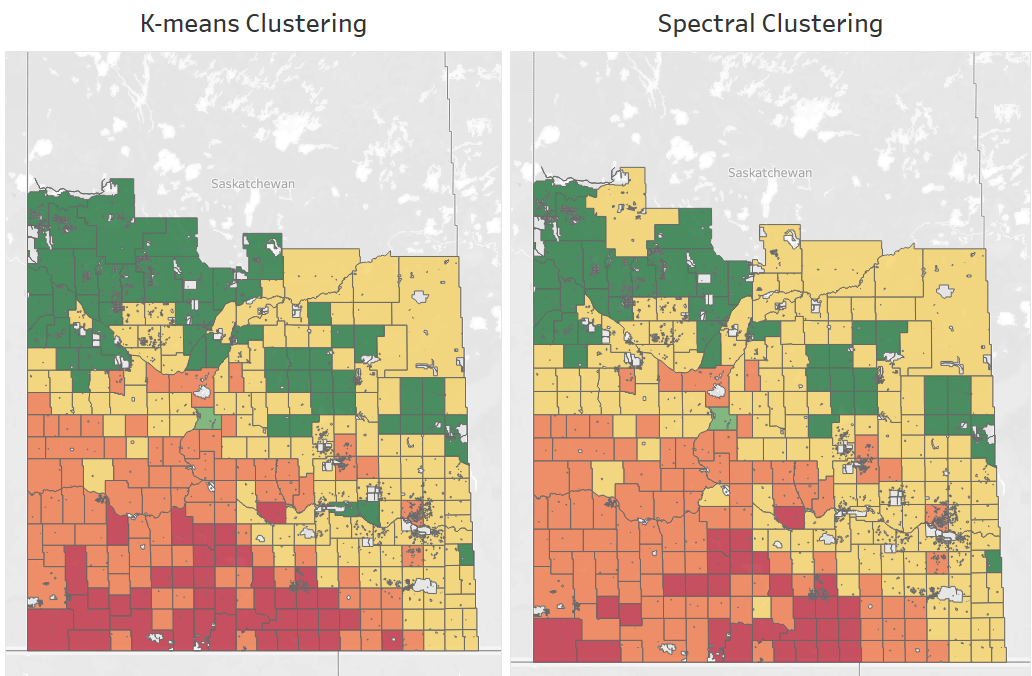 K-means Clustering
Spectral Clustering
Saskatchewan
Saskatchewan